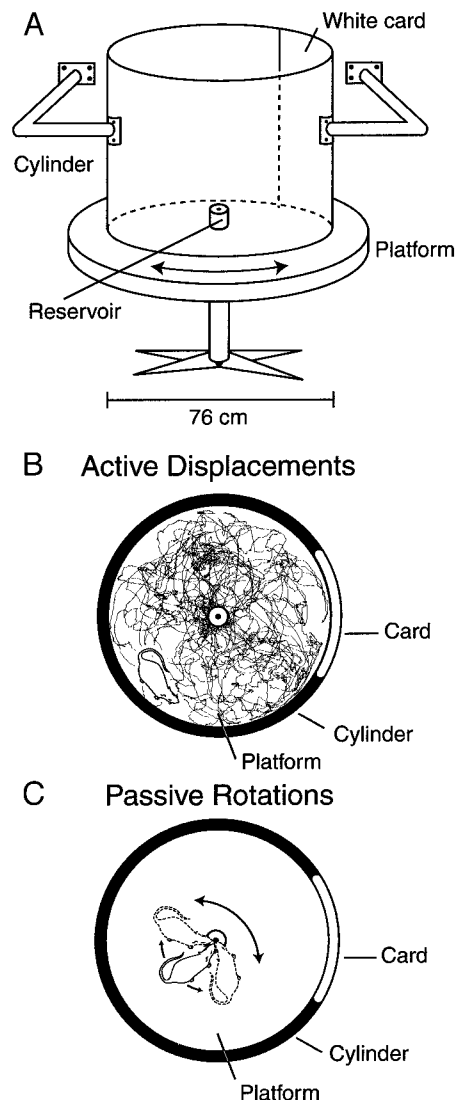 A
White card
Cylinder
Platform
Reservoir
76 cm
B Active Displacements
Card
Cylinder
Platform
C Passive Rotations
Card
Cylinder
Platform